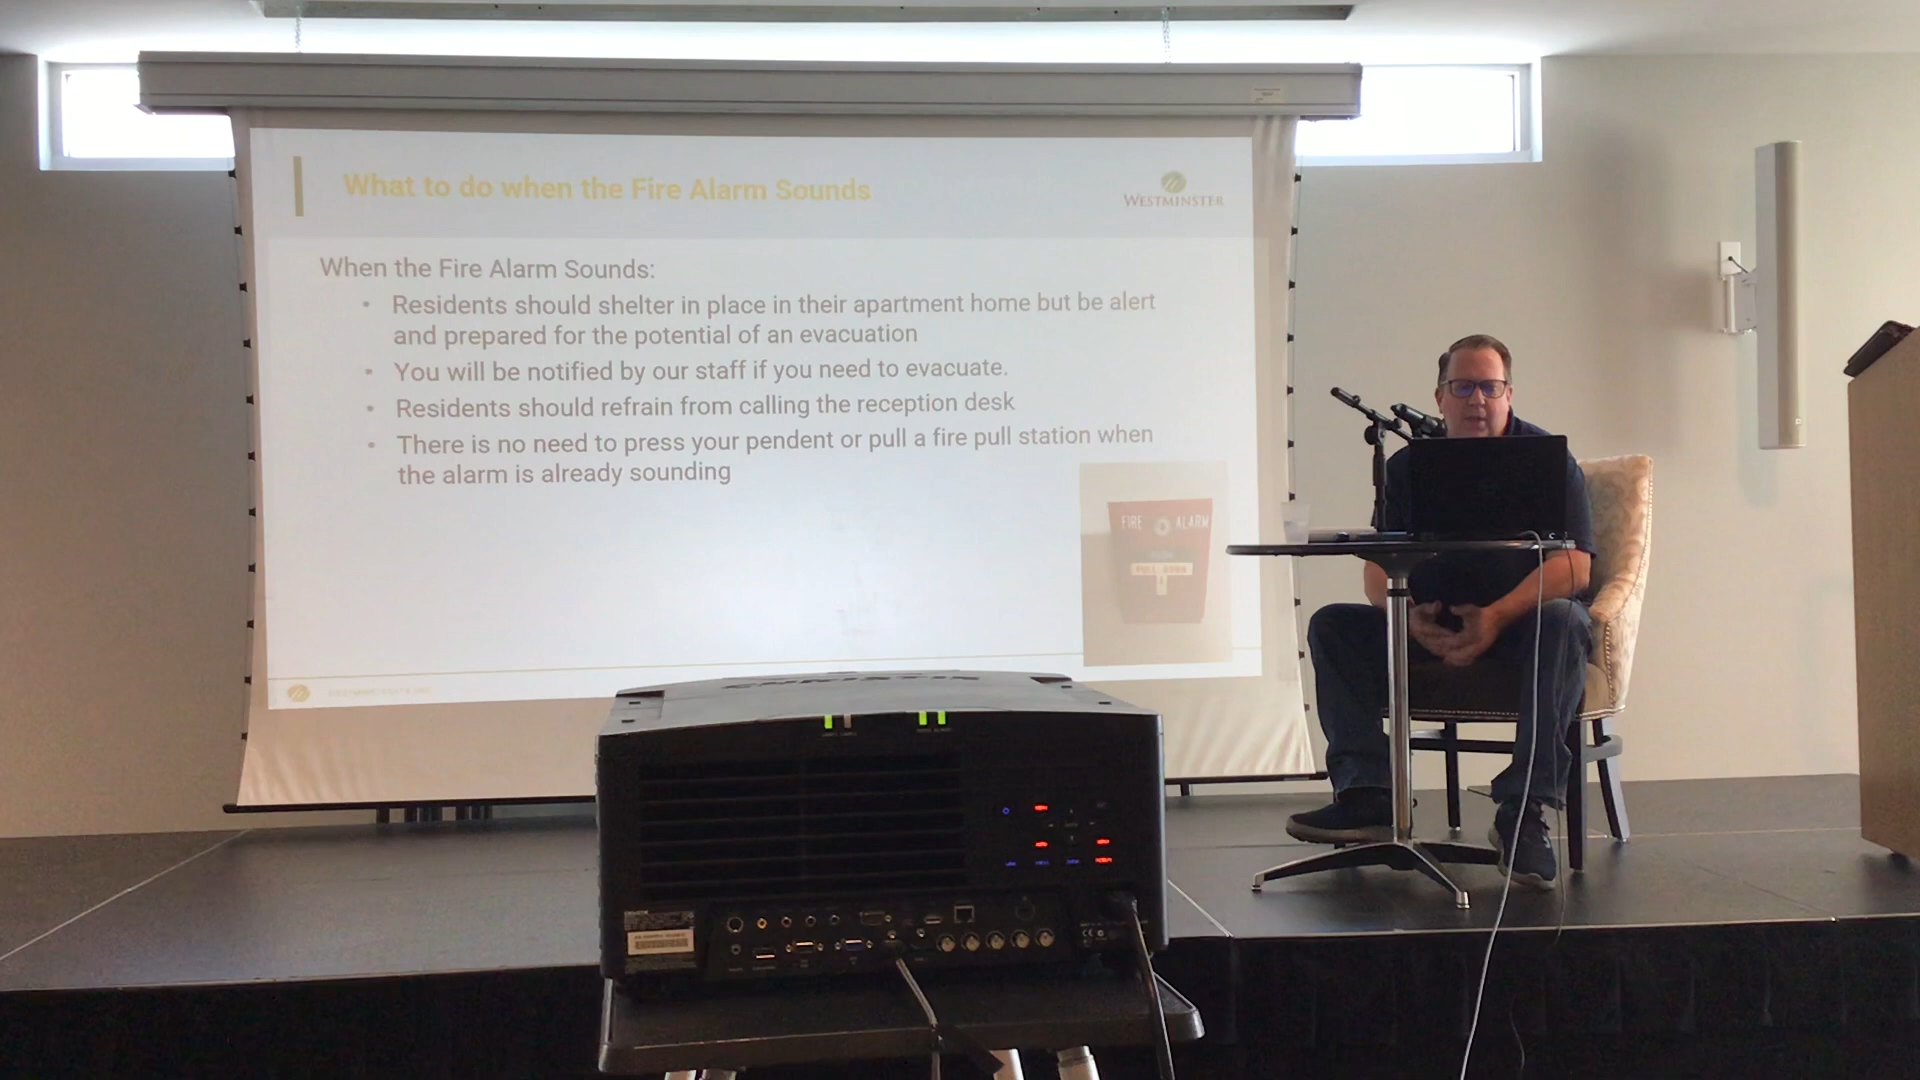 What to do when the Fire Alarm Sounds
WESTMINSTER
When the Fire Alarm Sounds:
• Residents should shelter in place in their apartment home but be alert
and prepared for the potential of an evacuation
• You will be notified by our staff if you need to evacuate.
• Residents should refrain from calling the reception desk
• There is no need to press your pendent or pull a fire pull station when
the alarm is already sounding
FIRE ALARM
PULL DOWN
CHRISTIE